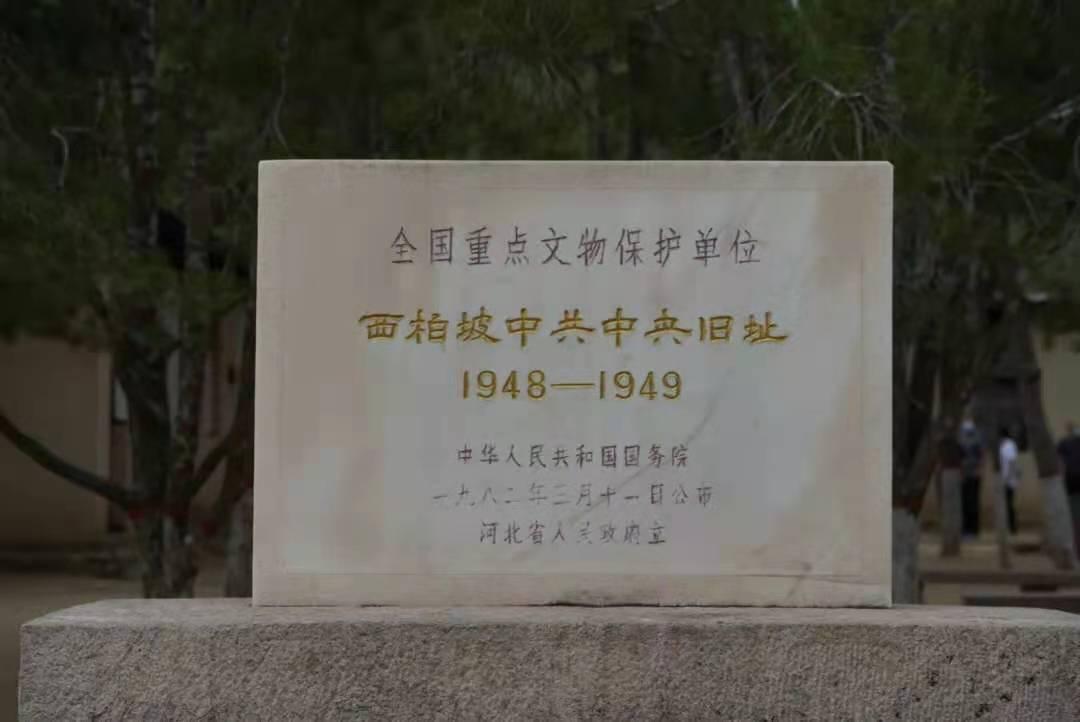 全国重点文物保护单位
西柏坡中共中央旧址
1948—1949
中华人民共和国国务院
一九八二年三月十一日公布
河北省人民政府立